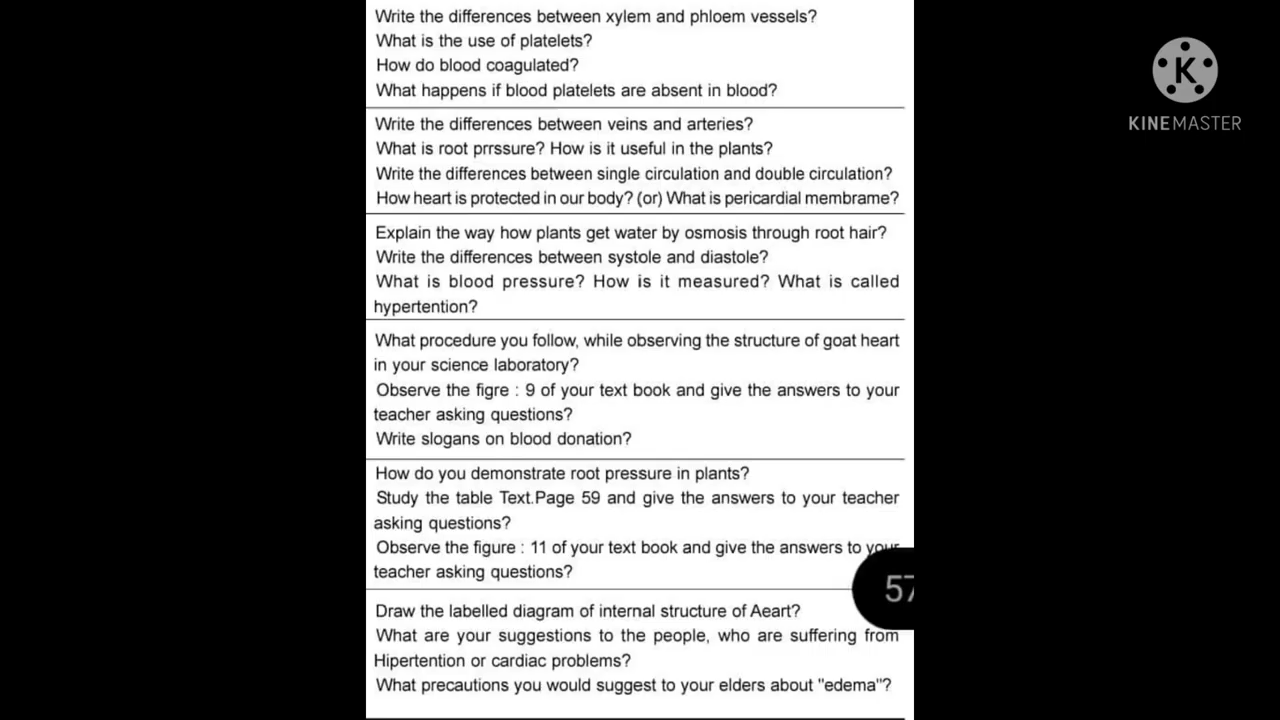 Write the differences between xylem and phloem vessels?
What is the use of platelets?
How do blood coagulated?
What happens if blood platelets are absent in blood?
Write the differences between veins and arteries?
What is root prrssure? How is it useful in the plants?
Write the differences between single circulation and double circulation?
How heart is protected in our body? (or) What is pericardial membrame?
Explain the way how plants get water by osmosis through root hair?
Write the differences between systole and diastole?
What is blood pressure? How is it measured? What is called
hypertention?
What procedure you follow, while observing the structure of goat heart
in your science laboratory?
Observe the figre : 9 of your text book and give the answers to your
teacher asking questions?
Write slogans on blood donation?
How do you demonstrate root pressure in plants?
Study the table Text.Page 59 and give the answers to your teacher
asking questions?
Observe the figure : 11 of your text book and give the answers to your
teacher asking questions?
Draw the labelled diagram of internal structure of Aeart?
What are your suggestions to the people, who are suffering from
Hipertention or cardiac problems?
What precautions you would suggest to your elders about "edema"?
57
K
KINEMASTER